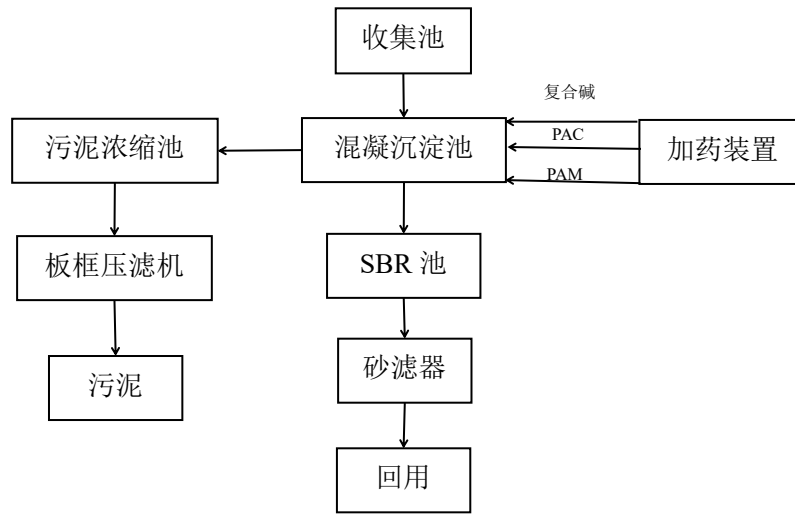 收集池
复合碱
污泥浓缩池
混凝沉淀池
PAC
加药装置
PAM
板框压滤机
SBR 池
污泥
砂滤器
回用